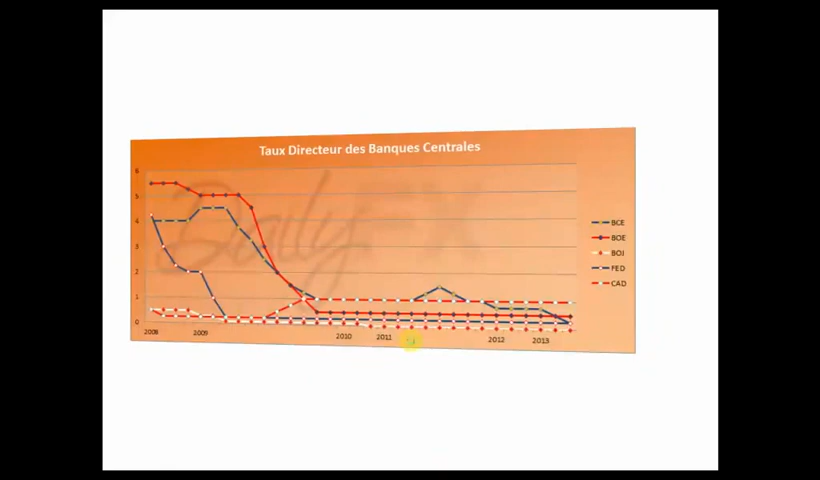 Taux Directeur des Banques Centrales
DailyFX
6
5
4
3
2
1
0
2008 2009 2010 2011 2012 2013
BCE
BOE
BOJ
FED
CAD